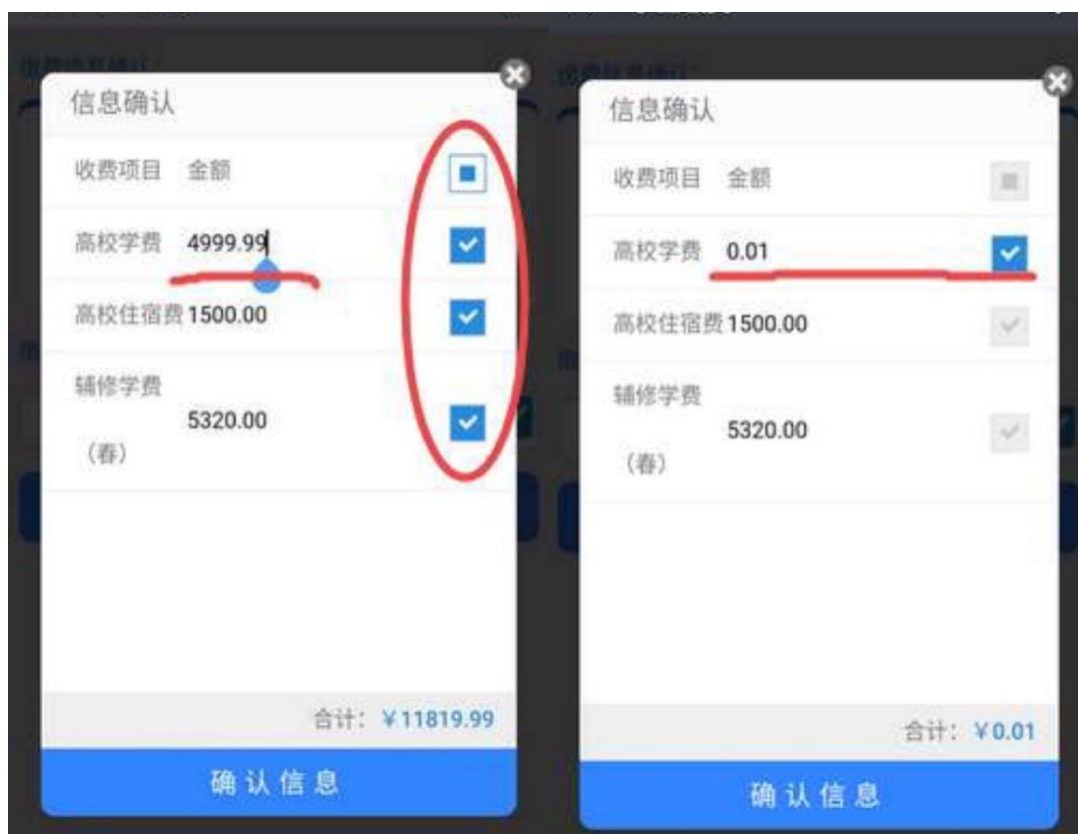 信息确认
收费项目 金额
高校学费 4999.99
高校住宿费 1500.00
辅修学费
5320.00
（春）
合计：￥11819.99
确认信息
信息确认
收费项目 金额
高校学费 0.01
高校住宿费 1500.00
辅修学费
5320.00
（春）
合计：￥0.01
确认信息